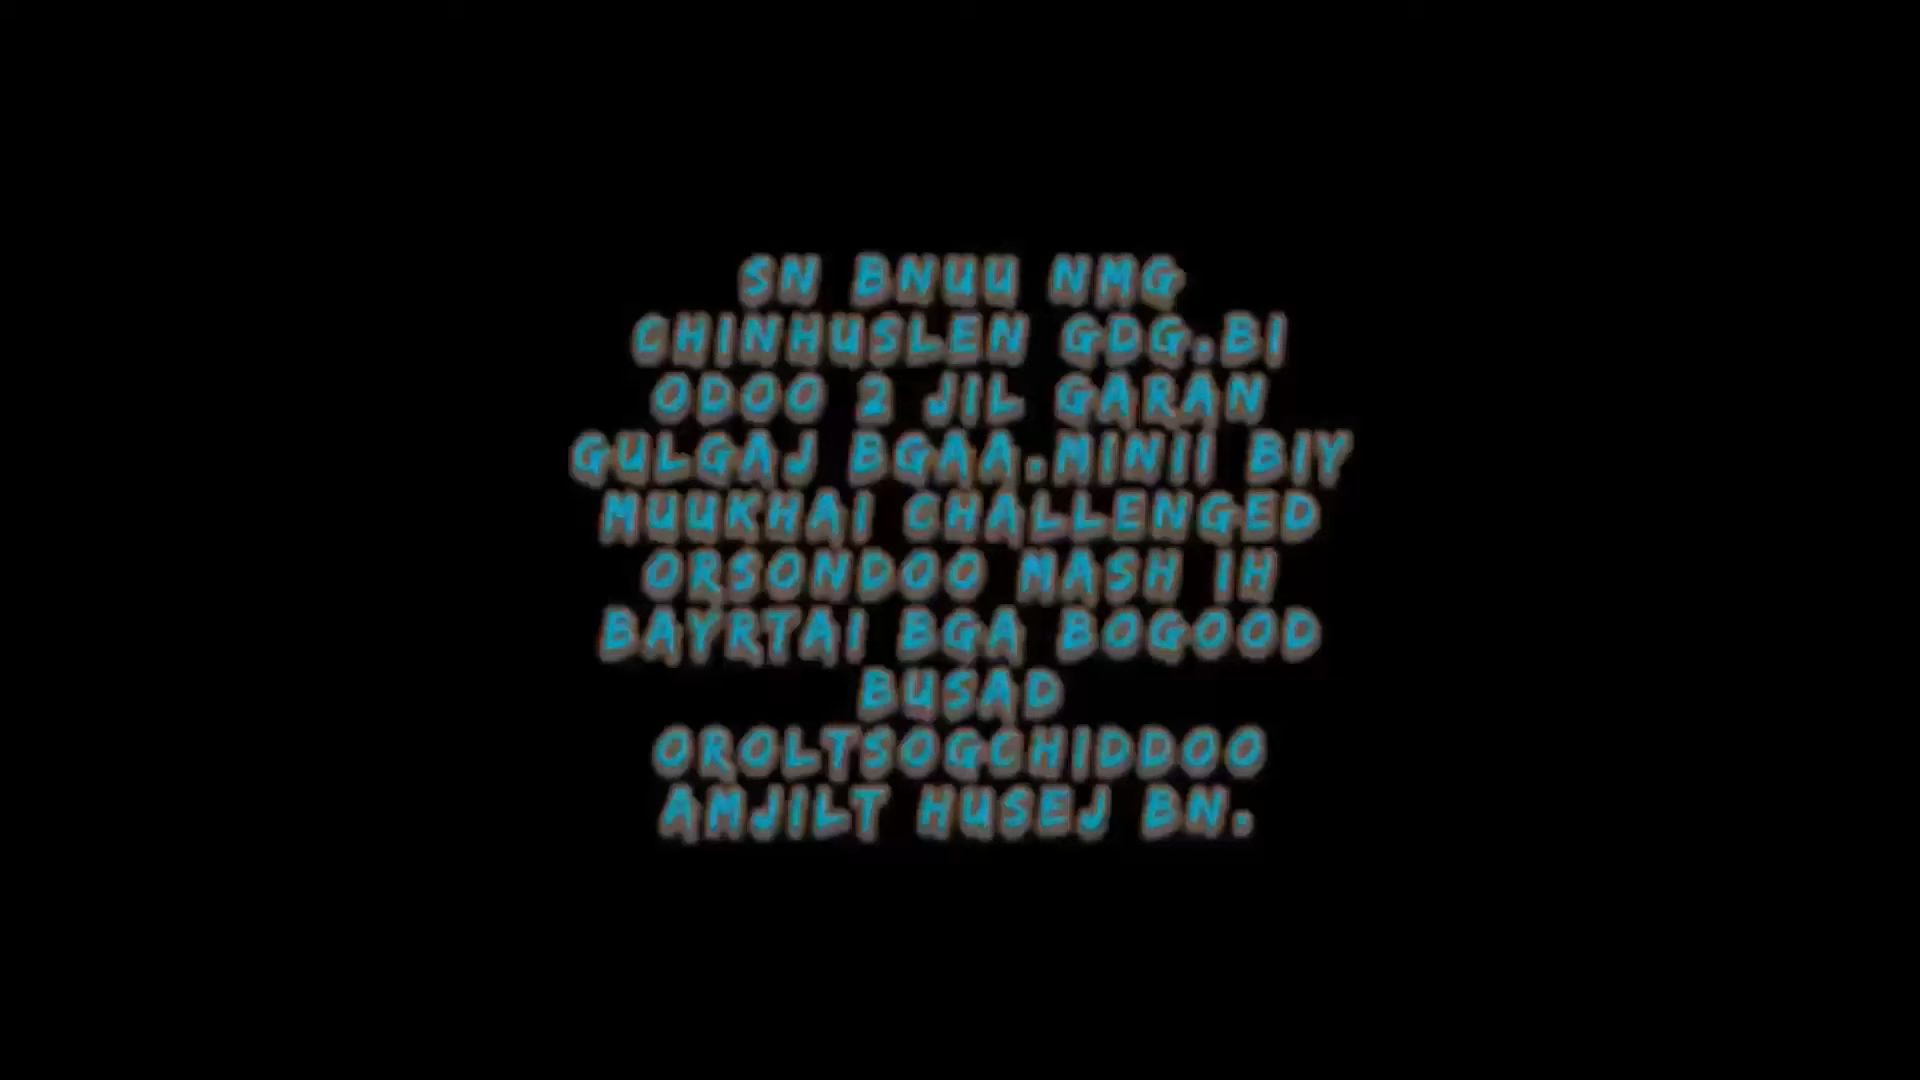 SN BNUU NMG
CHINHUSLEN GDG.BI
ODOO 2 JIL GARAN
GULGAJ BGAA.MINII BIY
MUUKHAI CHALLENGED
ORSONDOO MASH IH
BAYRTAI BGA BOGOOD
BUSAD
OROLTSOGCHIDDOO
AMJILT HUSEJ BN.